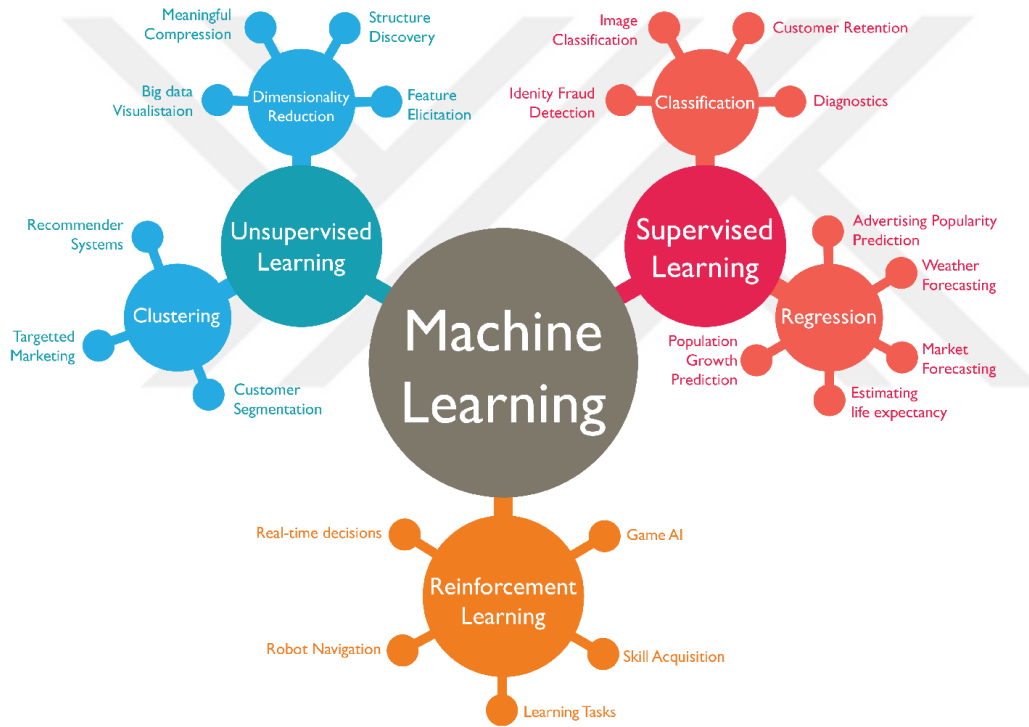 Meaningful
Compression
Structure
Discovery
Big data
Visualistaion
Dimensionality
Reduction
Feature
Elicitation
Image
Classification
Customer Retention
Idenity Fraud
Detection
Classification
Diagnostics
Unsupervised
Learning
Supervised
Learning
Recommender
Systems
Clustering
Targetted
Marketing
Customer
Segmentation
Advertising Popularity
Prediction
Weather
Forecasting
Regression
Population
Growth
Prediction
Market
Forecasting
Estimating
life expectancy
Machine
Learning
Real-time decisions
Game AI
Reinforcement
Learning
Robot Navigation
Skill Acquisition
Learning Tasks